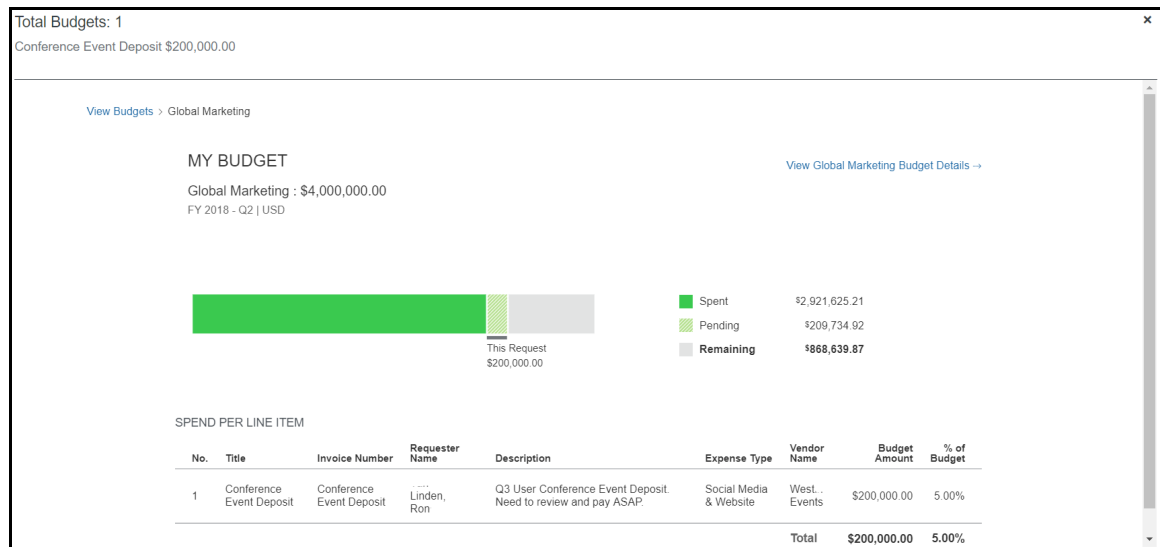 Total Budgets: 1
×
Conference Event Deposit $200,000.00
View Budgets > Global Marketing
MY BUDGET
View Global Marketing Budget Details →
Global Marketing : $4,000,000.00
FY 2018 - Q2 | USD
Spent $2,921,625.21
Pending $209,734.92
Remaining $868,639.87
This Request
$200,000.00
SPEND PER LINE ITEM
No. Title Invoice Number Requester Name Description Expense Type Vendor Name Budget Amount % of Budget
1 Conference Conference Linden, Q3 User Conference Event Deposit. Social Media West.. $200,000.00 5.00%
Event Deposit Event Deposit Ron Need to review and pay ASAP. & Website Events
Total $200,000.00 5.00%